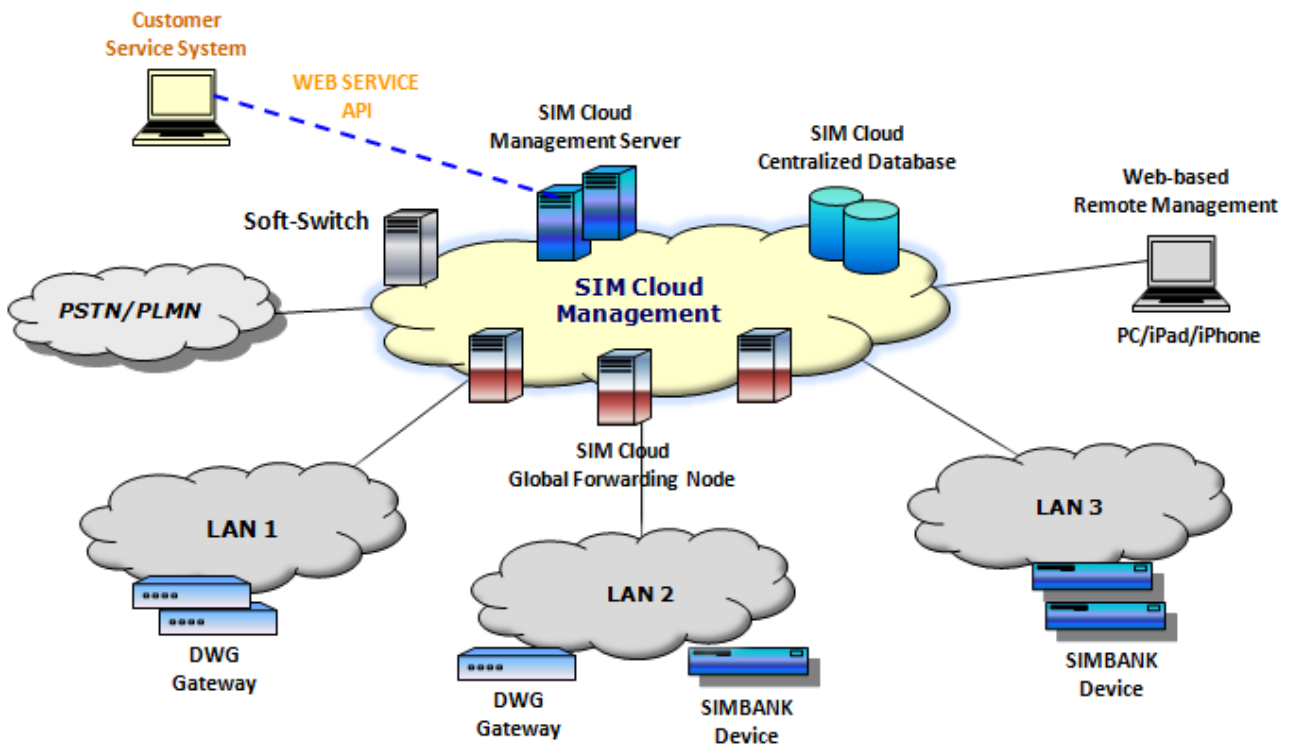 Customer
Service System
WEB SERVICE
API
SIM Cloud
Management Server
SIM Cloud
Centralized Database
Web-based
Remote Management
Soft-Switch
PSTN/PLMN
SIM Cloud
Management
PC/iPad/iPhone
SIM Cloud
Global Forwarding Node
LAN 1
LAN 2
LAN 3
DWG
Gateway
DWG
Gateway
SIMBANK
Device
SIMBANK
Device